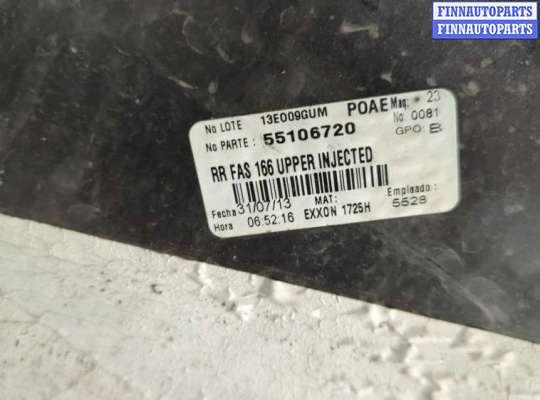 FINNAUTOPARTS
FINNAUTOPARTS
No LOTE 13E009GUM POAE Maq: 23
No PARTE: 55106720 No 0081
GPO: B
RR FAS 166 UPPER INJECTED
Fecha 31/07/13 MAT: Empleado:
Hora 06:52:16 EXXON 1725H 5528